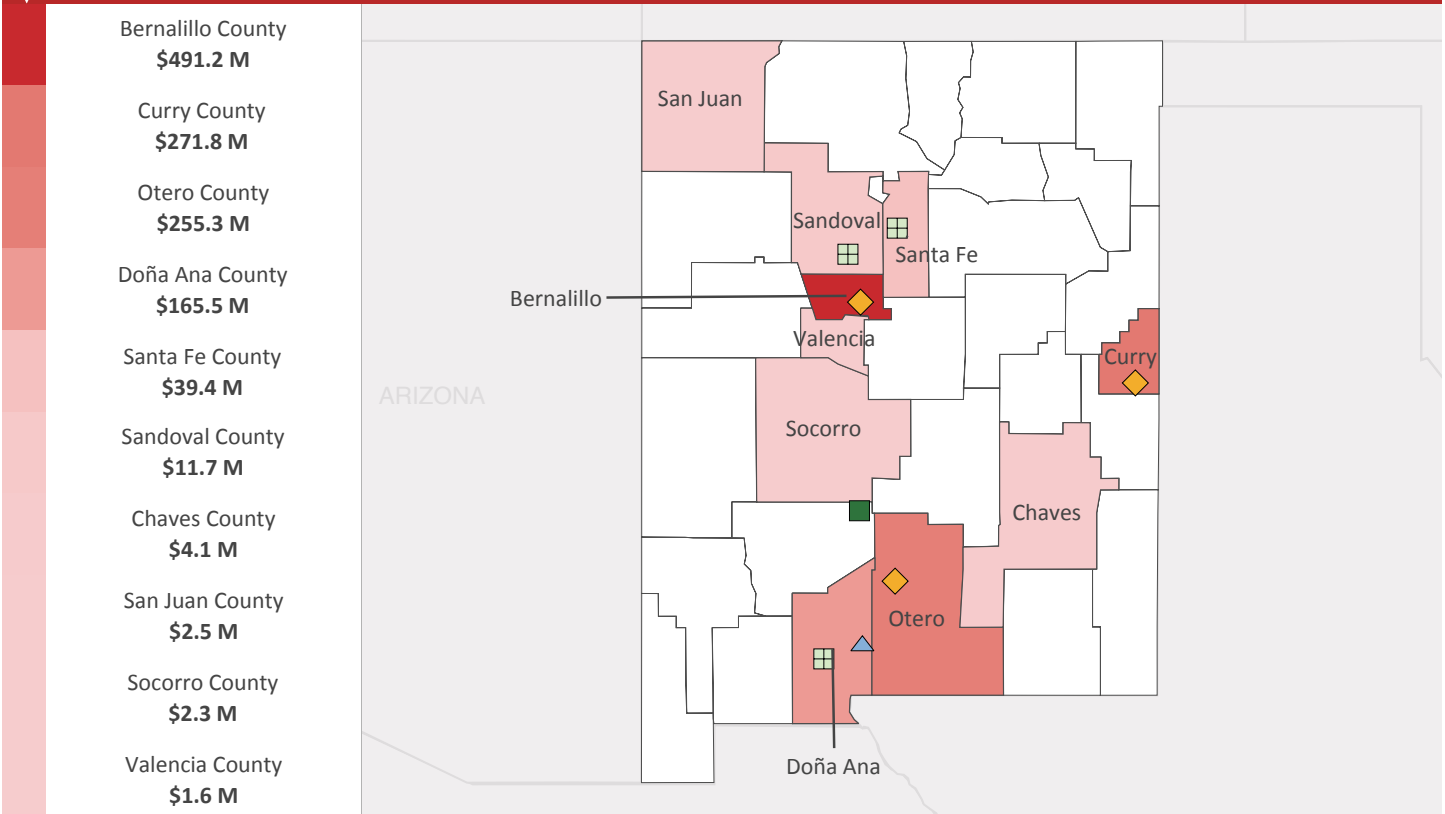 Bernalillo County
$491.2 M
Curry County
$271.8 M
Otero County
$255.3 M
Doña Ana County
$165.5 M
Santa Fe County
$39.4 M
Sandoval County
$11.7 M
Chaves County
$4.1 M
San Juan County
$2.5 M
Socorro County
$2.3 M
Valencia County
$1.6 M
San Juan
Sandoval
Santa Fe
Bernalillo
Valencia
Curry
ARIZONA
Socorro
Chaves
Otero
Doña Ana